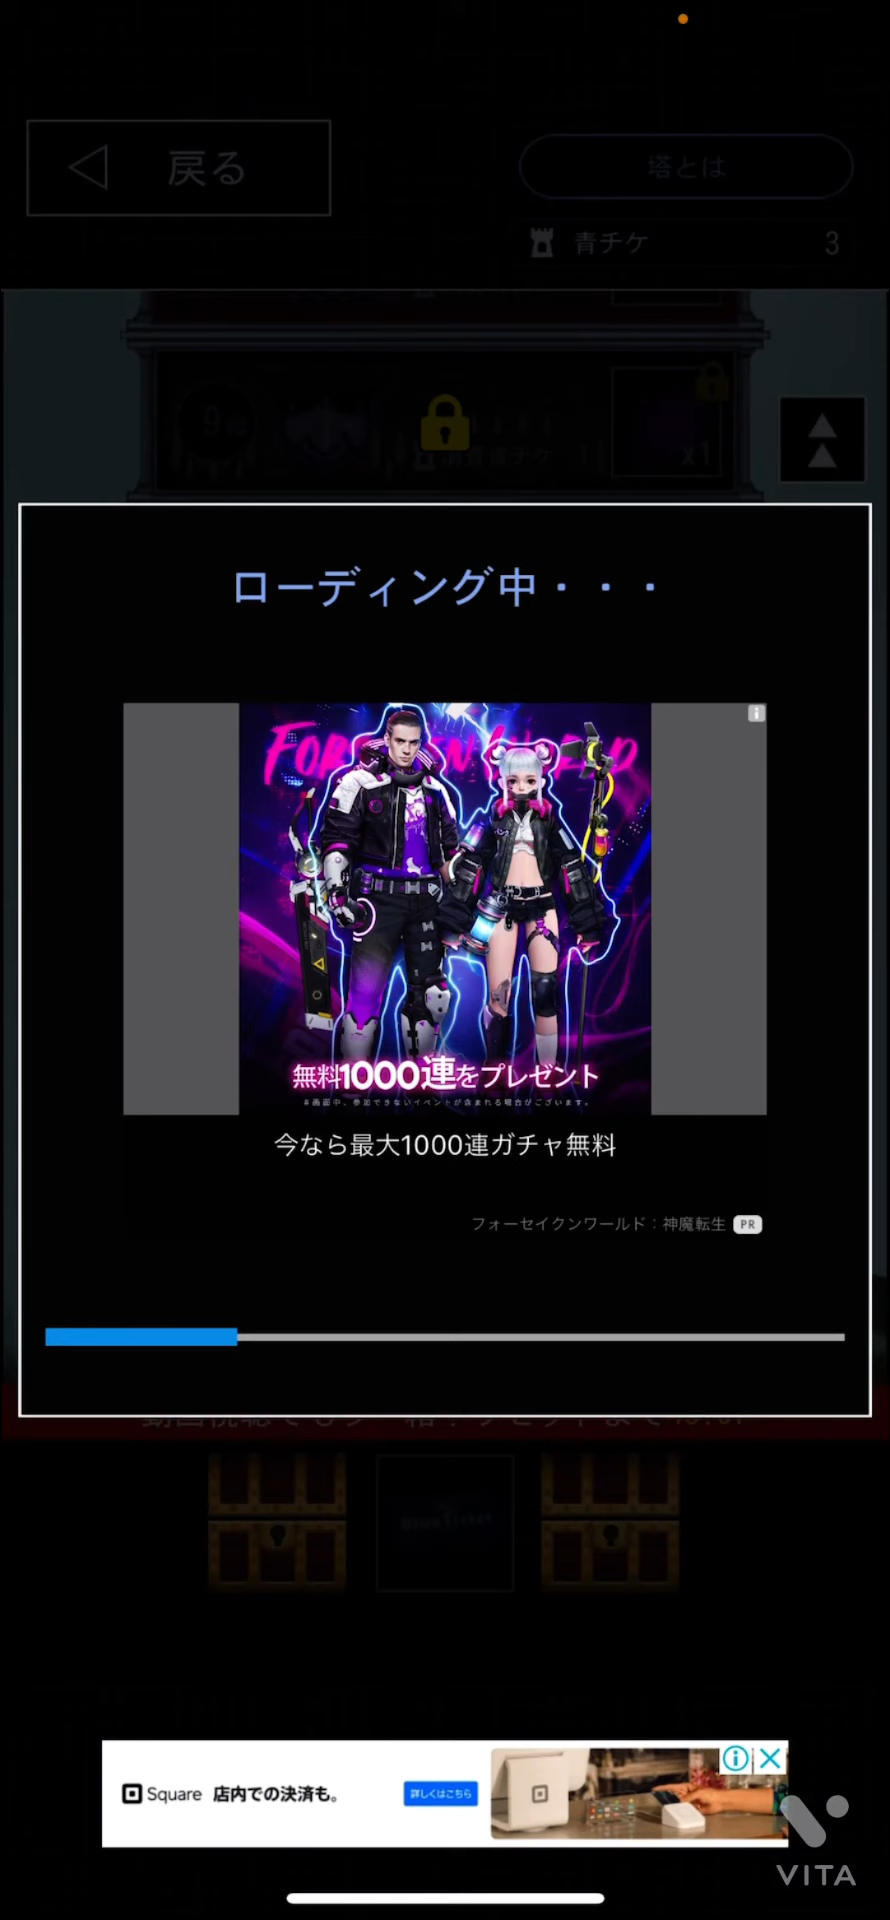 戻る
塔とは
青チケ 3
9
x1
ローディング中・・・
無料1000連をプレゼント
今なら最大1000連ガチャ無料
フォーセイクンワールド：神魔転生 PR
Square 店内での決済も。 詳しくはこちら
VITA